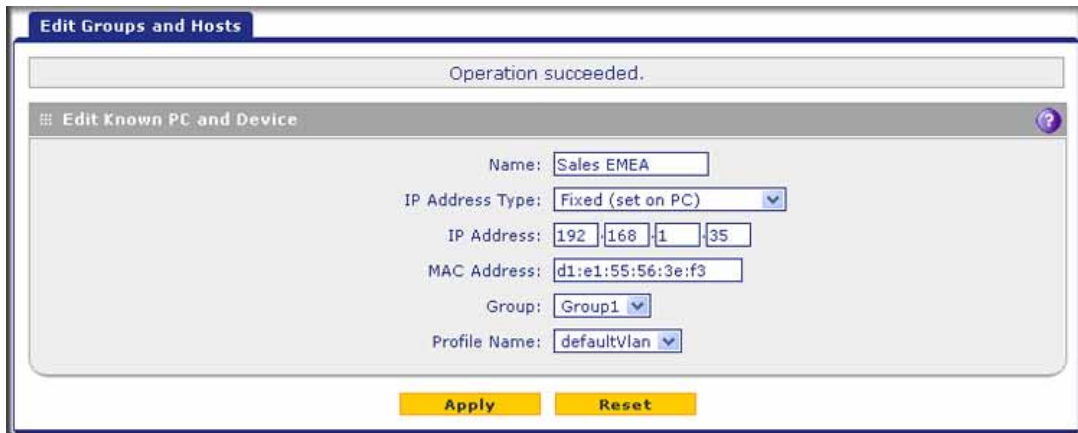 Edit Groups and Hosts
Operation succeeded.
Edit Known PC and Device
?
Name: Sales EMEA
IP Address Type: Fixed (set on PC)
IP Address: 192 . 168 . 1 . 35
MAC Address: d1:e1:55:56:3e:f3
Group: Group1
Profile Name: defaultVlan
Apply Reset